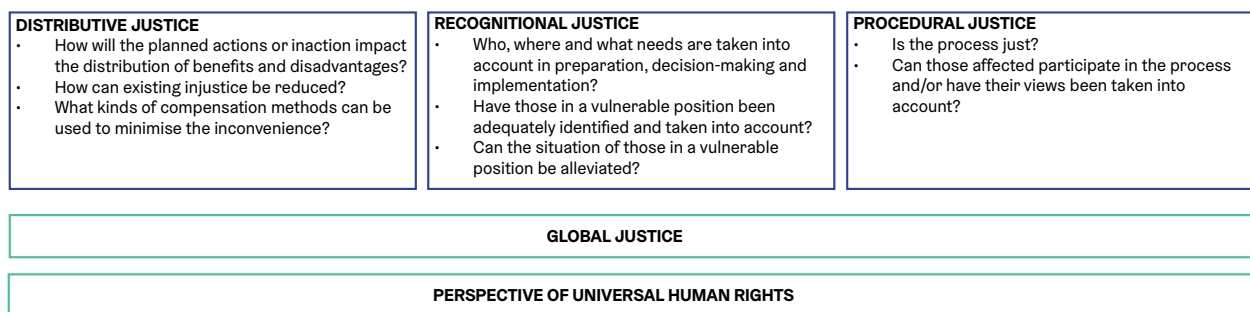 DISTRIBUTIVE JUSTICE
• How will the planned actions or inaction impact
the distribution of benefits and disadvantages?
• How can existing injustice be reduced?
• What kinds of compensation methods can be
used to minimise the inconvenience?
RECOGNITIONAL JUSTICE
• Who, where and what needs are taken into
account in preparation, decision-making and
implementation?
• Have those in a vulnerable position been
adequately identified and taken into account?
• Can the situation of those in a vulnerable
position be alleviated?
PROCEDURAL JUSTICE
• Is the process just?
• Can those affected participate in the process
and/or have their views been taken into
account?
GLOBAL JUSTICE
PERSPECTIVE OF UNIVERSAL HUMAN RIGHTS